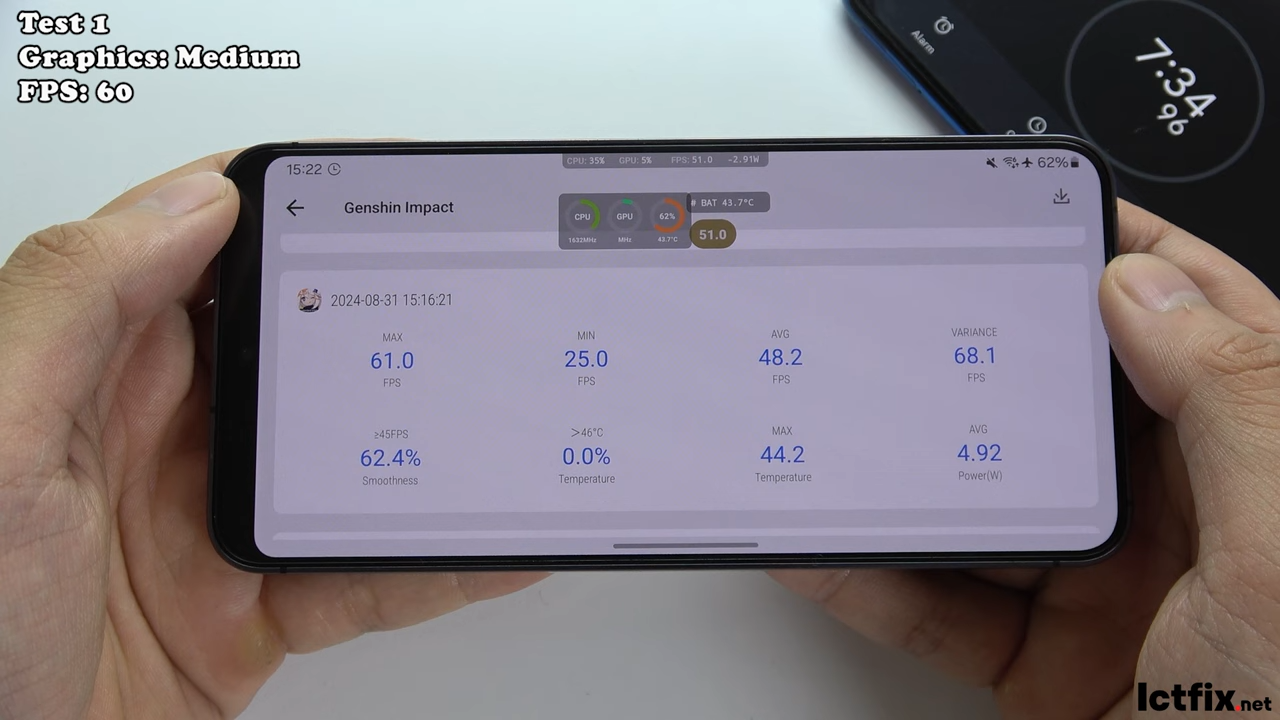 Test 1
Graphics: Medium
FPS: 60
Alarm
7:34
96
15:22
CPU: 35% GPU: 5% FPS: 51.0 -2.91W
62%
Genshin Impact
CPU GPU 62%
1632MHz MHz 43.7°C
# BAT 43.7°C
51.0
2024-08-31 15:16:21
MAX MIN AVG VARIANCE
61.0 25.0 48.2 68.1
FPS FPS FPS FPS
≥45FPS >46°C MAX AVG
62.4% 0.0% 44.2 4.92
Smoothness Temperature Temperature Power(W)
Ictfix.net